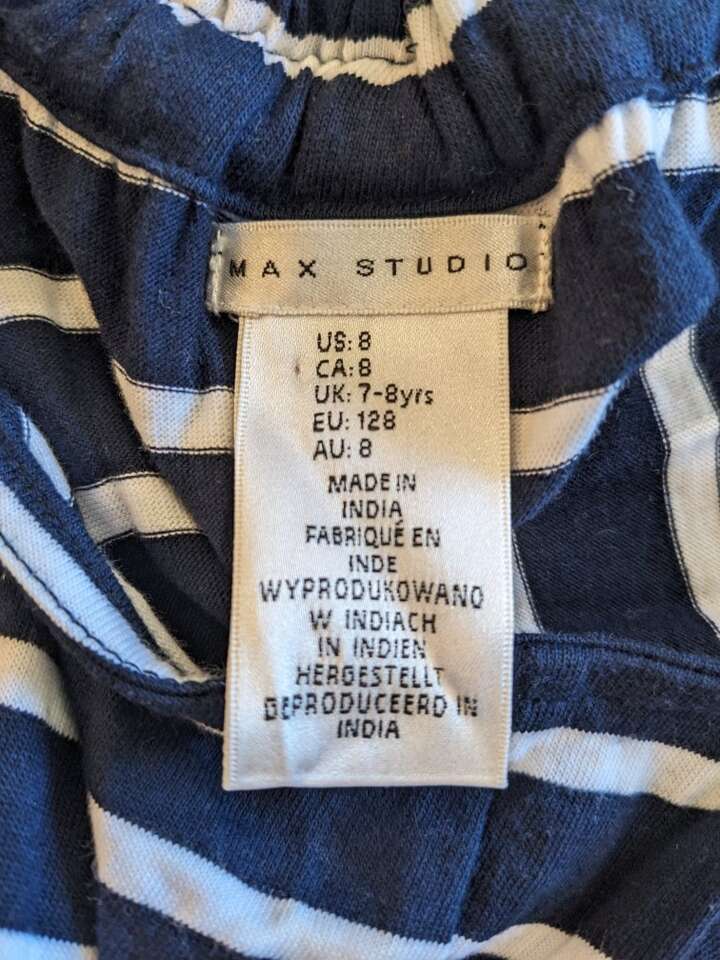 MAX STUDIO
US: 8
CA: 8
UK: 7-8yrs
EU: 128
AU: 8
MADE IN
INDIA
FABRIQUÉ EN
INDE
WYPRODUKOWANO
W INDIACH
IN INDIEN
HERGESTELLT
GEPRODUCEERD IN
INDIA